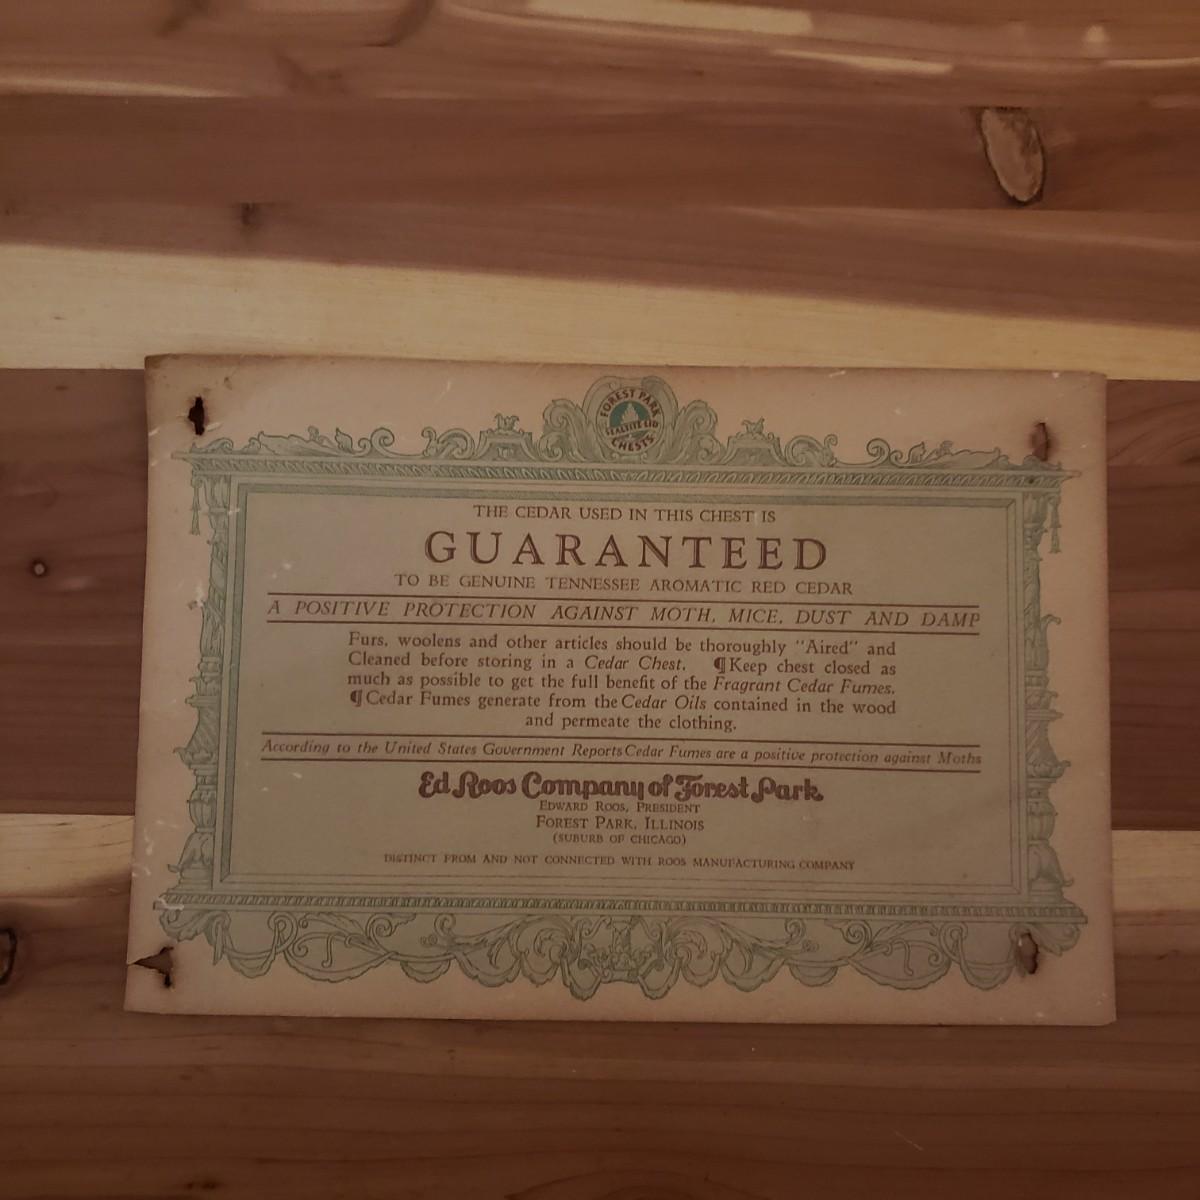 FOREST PARK
SEALTITE LID
CHESTS
THE CEDAR USED IN THIS CHEST IS
GUARANTEED
TO BE GENUINE TENNESSEE AROMATIC RED CEDAR
A POSITIVE PROTECTION AGAINST MOTH, MICE, DUST AND DAMP
Furs, woolens and other articles should be thoroughly "Aired" and
Cleaned before storing in a Cedar Chest. ¶ Keep chest closed as
much as possible to get the full benefit of the Fragrant Cedar Fumes.
¶ Cedar Fumes generate from the Cedar Oils contained in the wood
and permeate the clothing.
According to the United States Government Reports Cedar Fumes are a positive protection against Moths
Ed Roos Company of Forest Park
EDWARD ROOS, PRESIDENT
FOREST PARK, ILLINOIS
(SUBURB OF CHICAGO)
DISTINCT FROM AND NOT CONNECTED WITH ROOS MANUFACTURING COMPANY